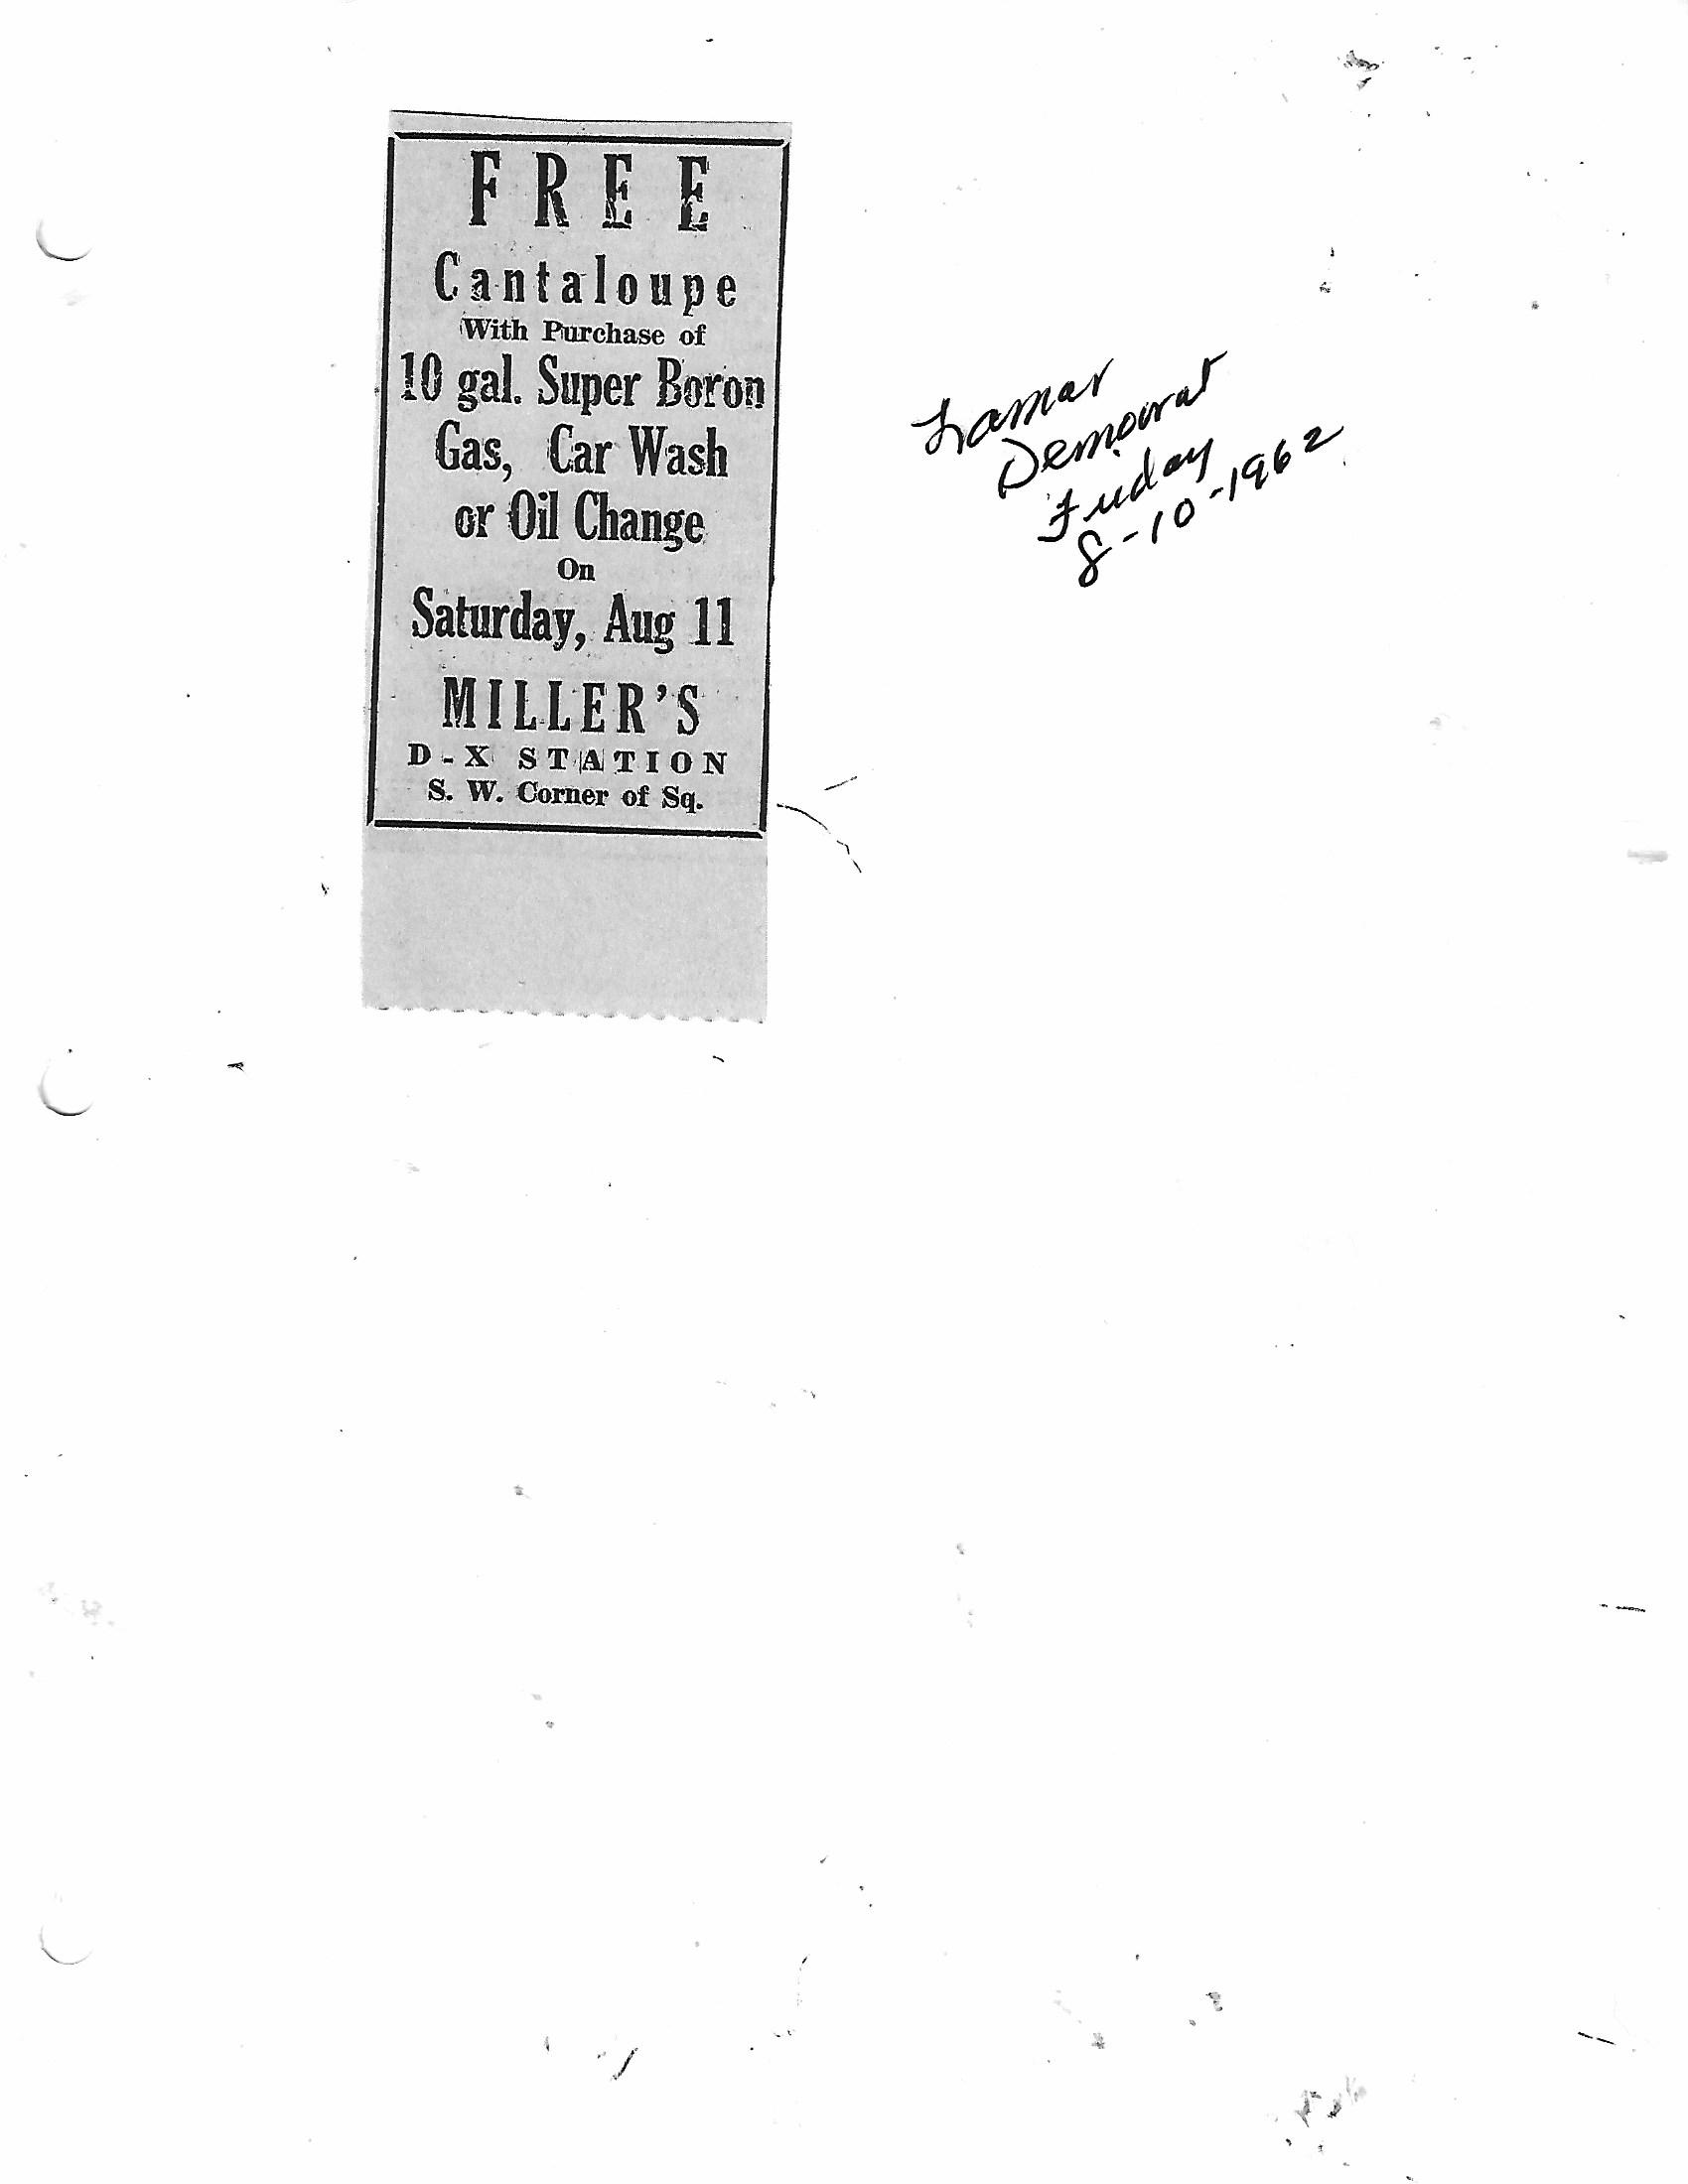 FREE
Cantaloupe
With Purchase of
10 gal. Super Boron
Gas, Car Wash
or Oil Change
On
Saturday, Aug 11
MILLER'S
D-X STATION
S. W. Corner of Sq.
Lamar
Democrat
Friday
8-10-1962